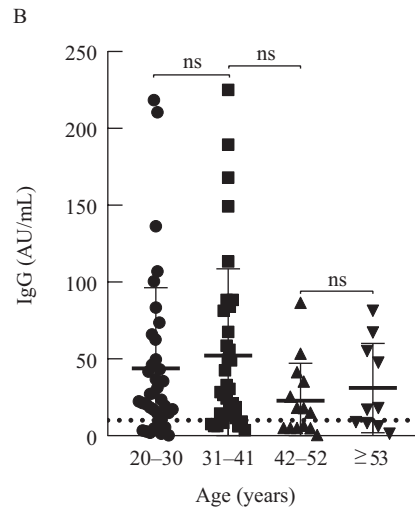 B
250
ns
ns
200
150
IgG (AU/mL)
100
ns
50
0
20–30 31–41 42–52 ≥53
Age (years)